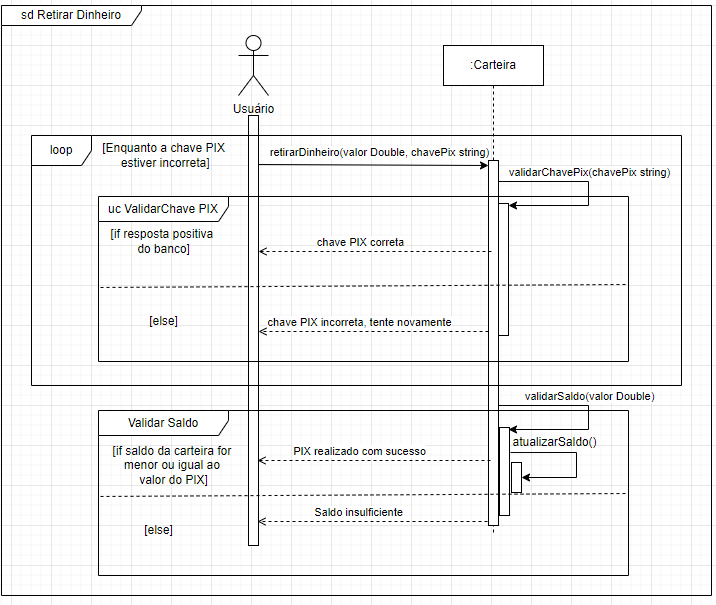 sd Retirar Dinheiro
Usuário
:Carteira
loop
[Enquanto a chave PIX
estiver incorreta]
retirarDinheiro(valor Double, chavePix string)
validarChavePix(chavePix string)
uc ValidarChave PIX
[if resposta positiva
do banco]
chave PIX correta
[else]
chave PIX incorreta, tente novamente
validarSaldo(valor Double)
Validar Saldo
atualizarSaldo()
[if saldo da carteira for
menor ou igual ao
valor do PIX]
PIX realizado com sucesso
Saldo insuficiente
[else]